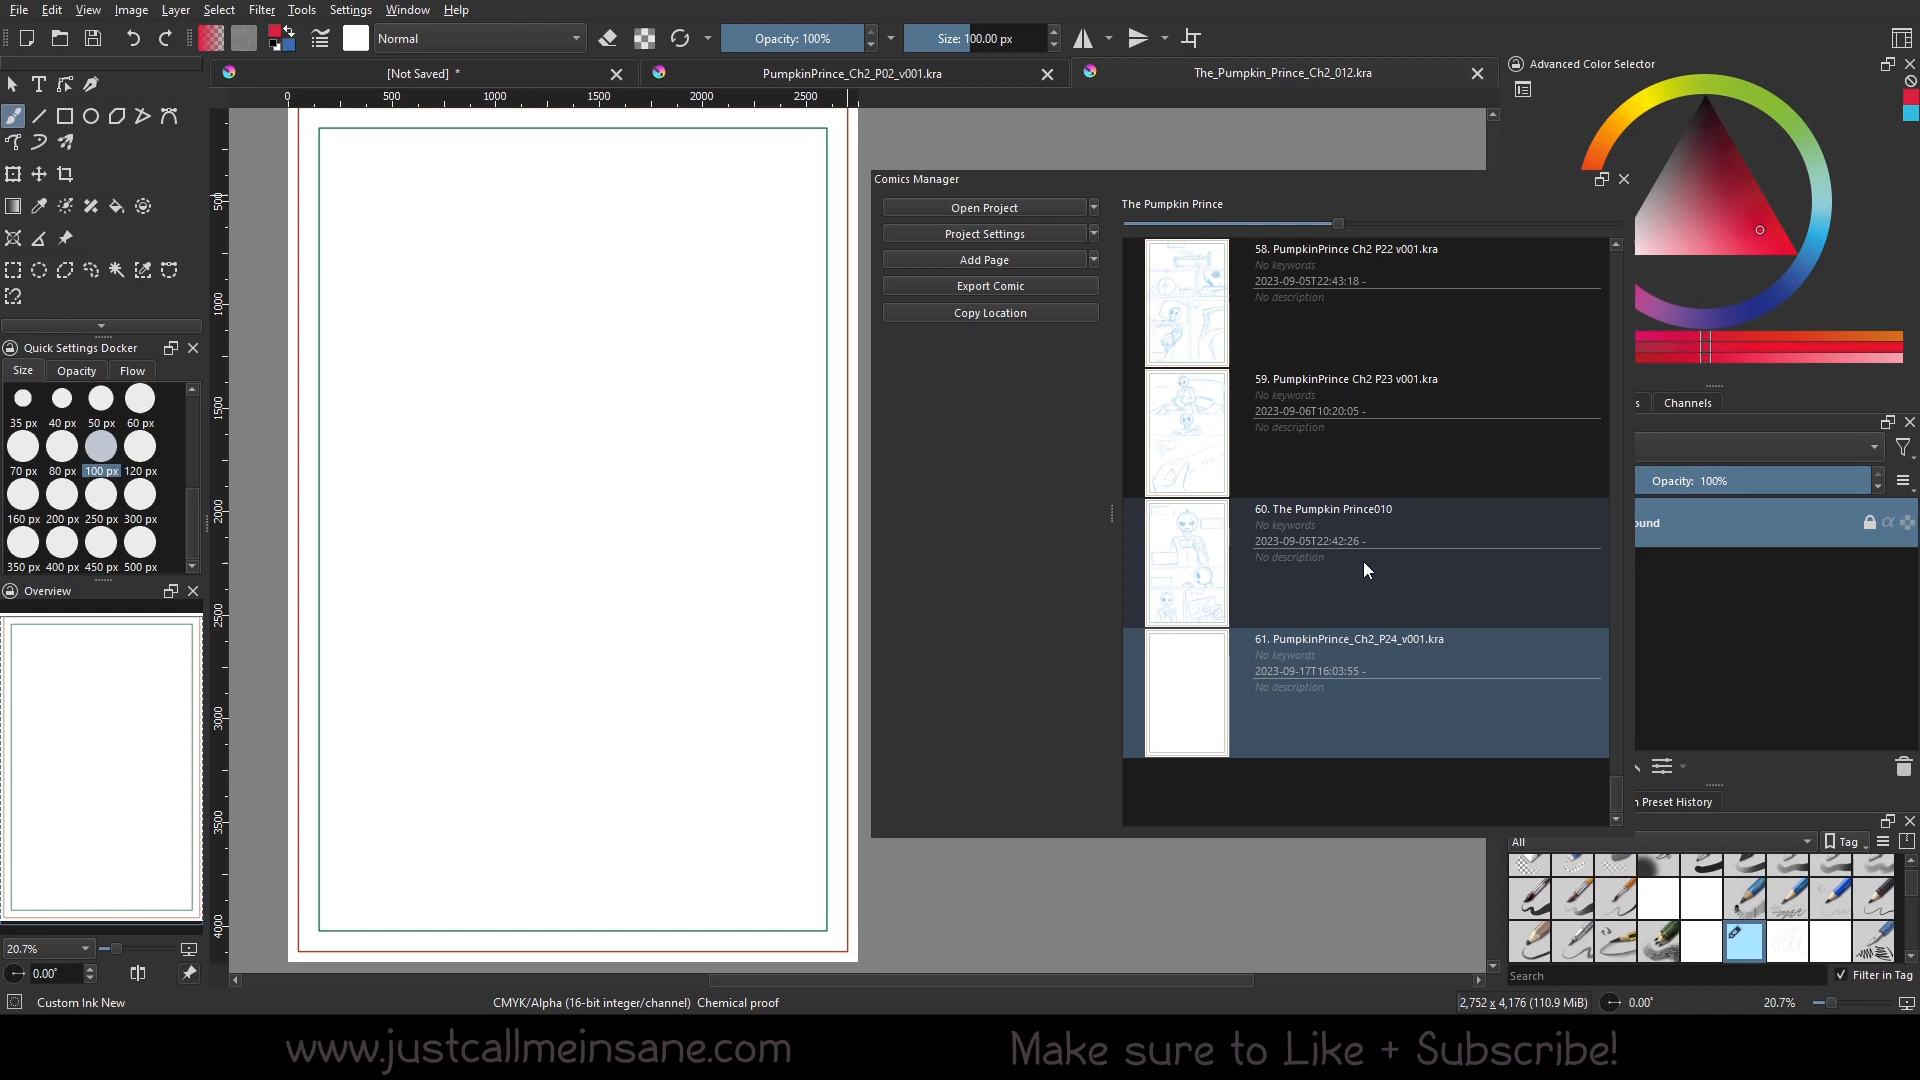 File Edit View Image Layer Select Filter Tools Settings Window Help
Normal
Opacity: 100%
Size: 100.00 px
[Not Saved] *
PumpkinPrince_Ch2_P02_v001.kra
The_Pumpkin_Prince_Ch2_012.kra
Advanced Color Selector
0 500 1000 1500 2000 2500
500
1000
1500
2000
2500
3000
3500
4000
Quick Settings Docker
Size Opacity Flow
35 px 40 px 50 px 60 px
70 px 80 px 100 px 120 px
160 px 200 px 250 px 300 px
350 px 400 px 450 px 500 px
Overview
20.7%
0.00°
Comics Manager
Open Project
Project Settings
Add Page
Export Comic
Copy Location
The Pumpkin Prince
58. PumpkinPrince Ch2 P22 v001.kra
No keywords
2023-09-05T22:43:18 -
No description
59. PumpkinPrince Ch2 P23 v001.kra
No keywords
2023-09-06T10:20:05 -
No description
60. The Pumpkin Prince010
No keywords
2023-09-05T22:42:26 -
No description
61. PumpkinPrince_Ch2_P24_v001.kra
No keywords
2023-09-17T16:03:55 -
No description
s Channels
Opacity: 100%
ound
n Preset History
All
Tag
Search
Filter in Tag
Custom Ink New
CMYK/Alpha (16-bit integer/channel) Chemical proof
2,752 x 4,176 (110.9 MiB)
0.00°
20.7%
www.justcallmeinsane.com
Make sure to Like + Subscribe!